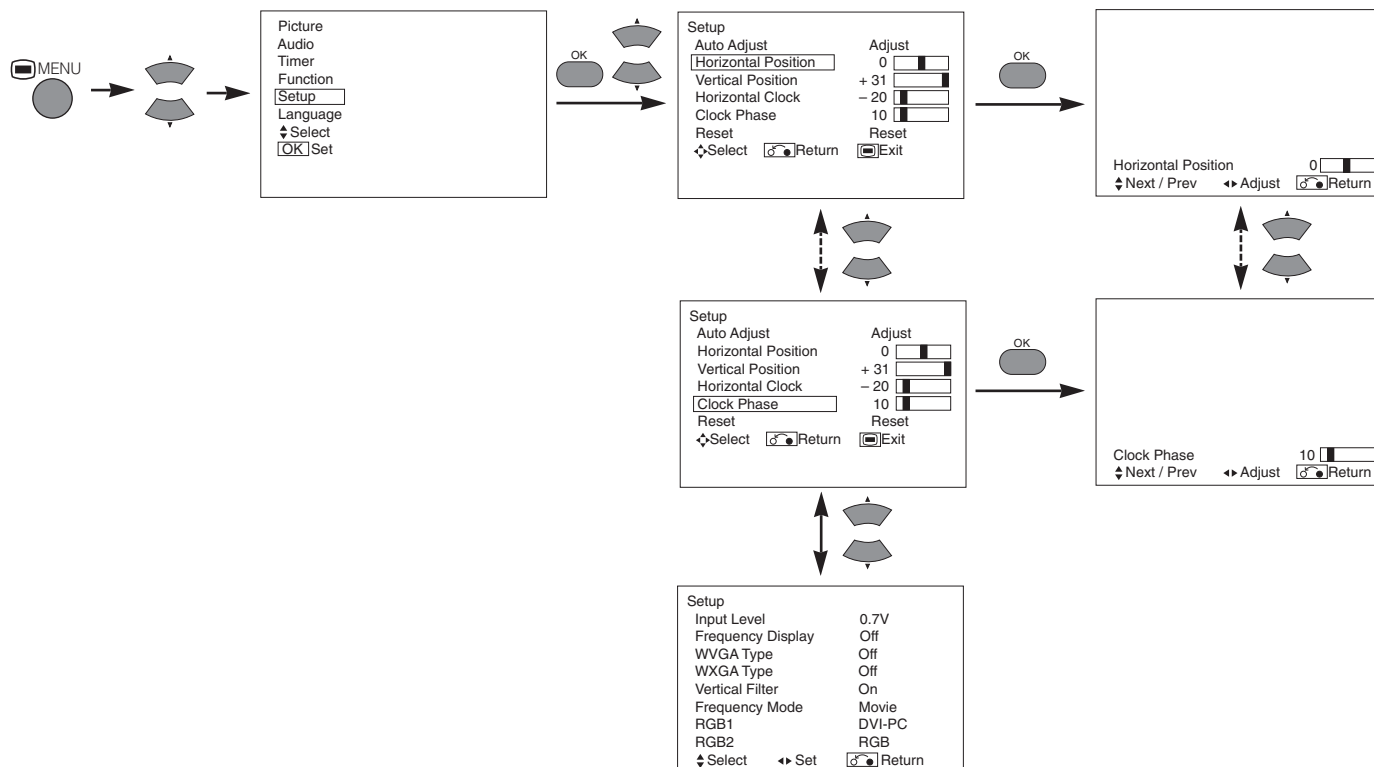 MENU
Picture
Audio
Timer
Function
Setup
Language
Select
OK Set
OK
Setup
Auto Adjust Adjust
Horizontal Position 0
Vertical Position + 31
Horizontal Clock – 20
Clock Phase 10
Reset Reset
Select Return Exit
OK
Horizontal Position 0
Next / Prev Adjust Return
Setup
Auto Adjust Adjust
Horizontal Position 0
Vertical Position + 31
Horizontal Clock – 20
Clock Phase 10
Reset Reset
Select Return Exit
OK
Clock Phase 10
Next / Prev Adjust Return
Setup
Input Level 0.7V
Frequency Display Off
WVGA Type Off
WXGA Type Off
Vertical Filter On
Frequency Mode Movie
RGB1 DVI-PC
RGB2 RGB
Select Set Return